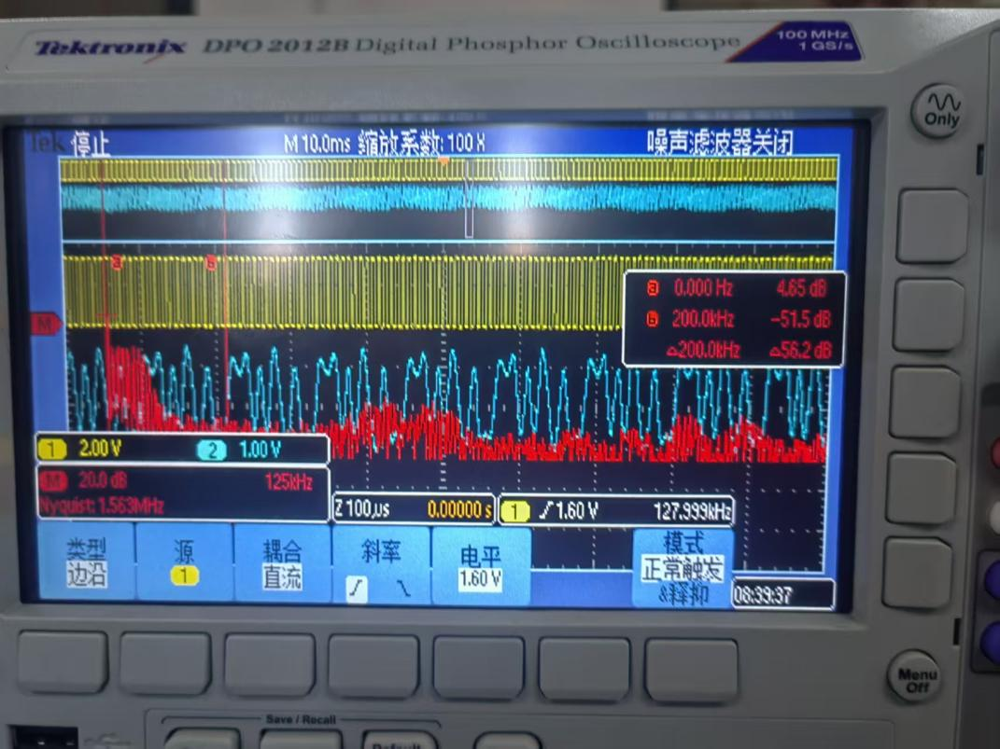 Tektronix DPO 2012B Digital Phosphor Oscilloscope 100 MHz
1 GS/s
Only
Tek 停止 M 10.0ms 缩放系数: 100 X 噪声滤波器关闭
a b
a 0.000 Hz 4.65 dB
b 200.0kHz -51.5 dB
△200.0kHz △56.2 dB
M
1 2.00 V 2 1.00 V
M 20.0 dB 125kHz
Nyquist: 1.563MHz
Z 100μs 0.00000 s 1 1.60 V 127.999kHz
类型 源 耦合 斜率 电平 模式
边沿 1 直流 1.60 V 正常触发
&释抑
08:39:37
Menu
Off
Save / Recall
Default